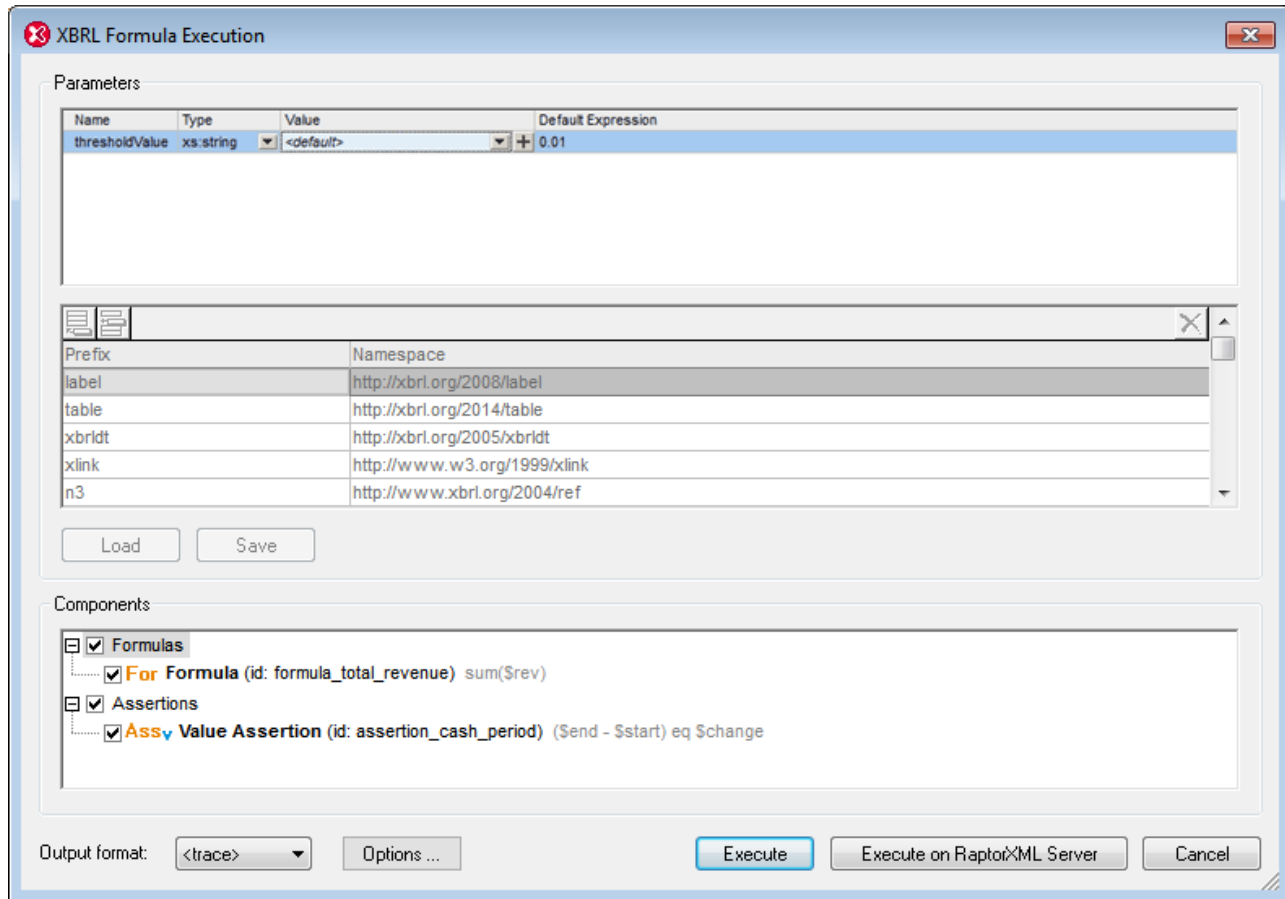 XBRL Formula Execution
Parameters
Name Type Value Default Expression
thresholdValue xs:string <default> 0.01
Prefix Namespace
label http://xbrl.org/2008/label
table http://xbrl.org/2014/table
xbrldt http://xbrl.org/2005/xbrldt
xlink http://www.w3.org/1999/xlink
n3 http://www.xbrl.org/2004/ref
Load Save
Components
Formulas
For Formula (id: formula_total_revenue) sum($rev)
Assertions
Assv Value Assertion (id: assertion_cash_period) ($end - $start) eq $change
Output format: <trace> Options ... Execute Execute on RaptorXML Server Cancel